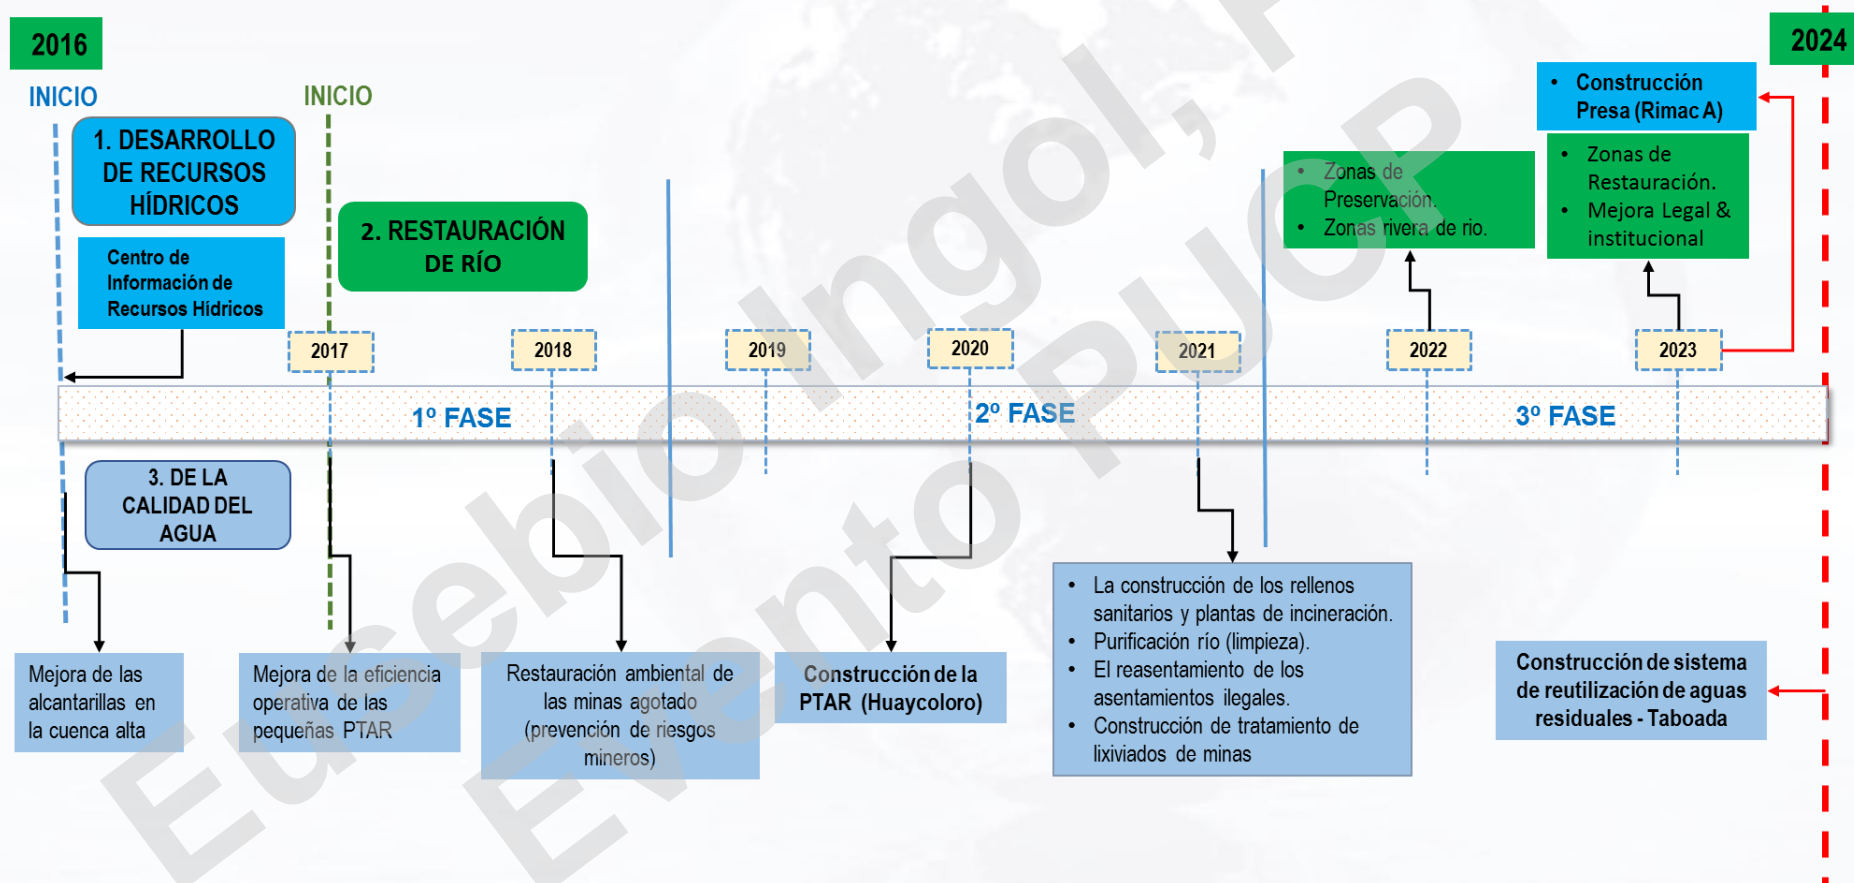 2016
2024
INICIO
INICIO
1. DESARROLLO
DE RECURSOS
HÍDRICOS
Centro de
Información de
Recursos Hídricos
2. RESTAURACIÓN
DE RÍO
• Zonas de
Preservación.
• Zonas rivera de rio.
• Construcción
Presa (Rimac A)
• Zonas de
Restauración.
• Mejora Legal &
institucional
2017
2018
2019
2020
2021
2022
2023
1º FASE
2º FASE
3º FASE
3. DE LA
CALIDAD DEL
AGUA
Mejora de las
alcantarillas en
la cuenca alta
Mejora de la eficiencia
operativa de las
pequeñas PTAR
Restauración ambiental de
las minas agotado
(prevención de riesgos
mineros)
Construcción de la
PTAR (Huaycoloro)
• La construcción de los rellenos
sanitarios y plantas de incineración.
• Purificación río (limpieza).
• El reasentamiento de los
asentamientos ilegales.
• Construcción de tratamiento de
lixiviados de minas
Construcción de sistema
de reutilización de aguas
residuales - Taboada
Eusebio Ingol,
Evento PUCP